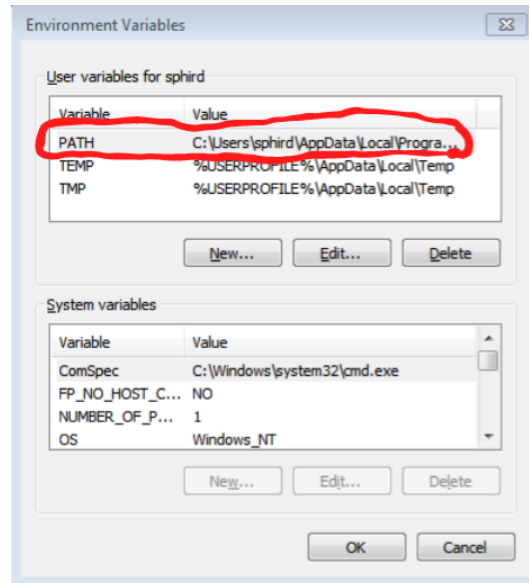 Environment Variables
User variables for sphird
Variable Value
PATH C:\Users\sphird\AppData\Local\Progra...
TEMP %USERPROFILE%\AppData\Local\Temp
TMP %USERPROFILE%\AppData\Local\Temp
New... Edit... Delete
System variables
Variable Value
ComSpec C:\Windows\system32\cmd.exe
FP_NO_HOST_C... NO
NUMBER_OF_P... 1
OS Windows_NT
New... Edit... Delete
OK Cancel